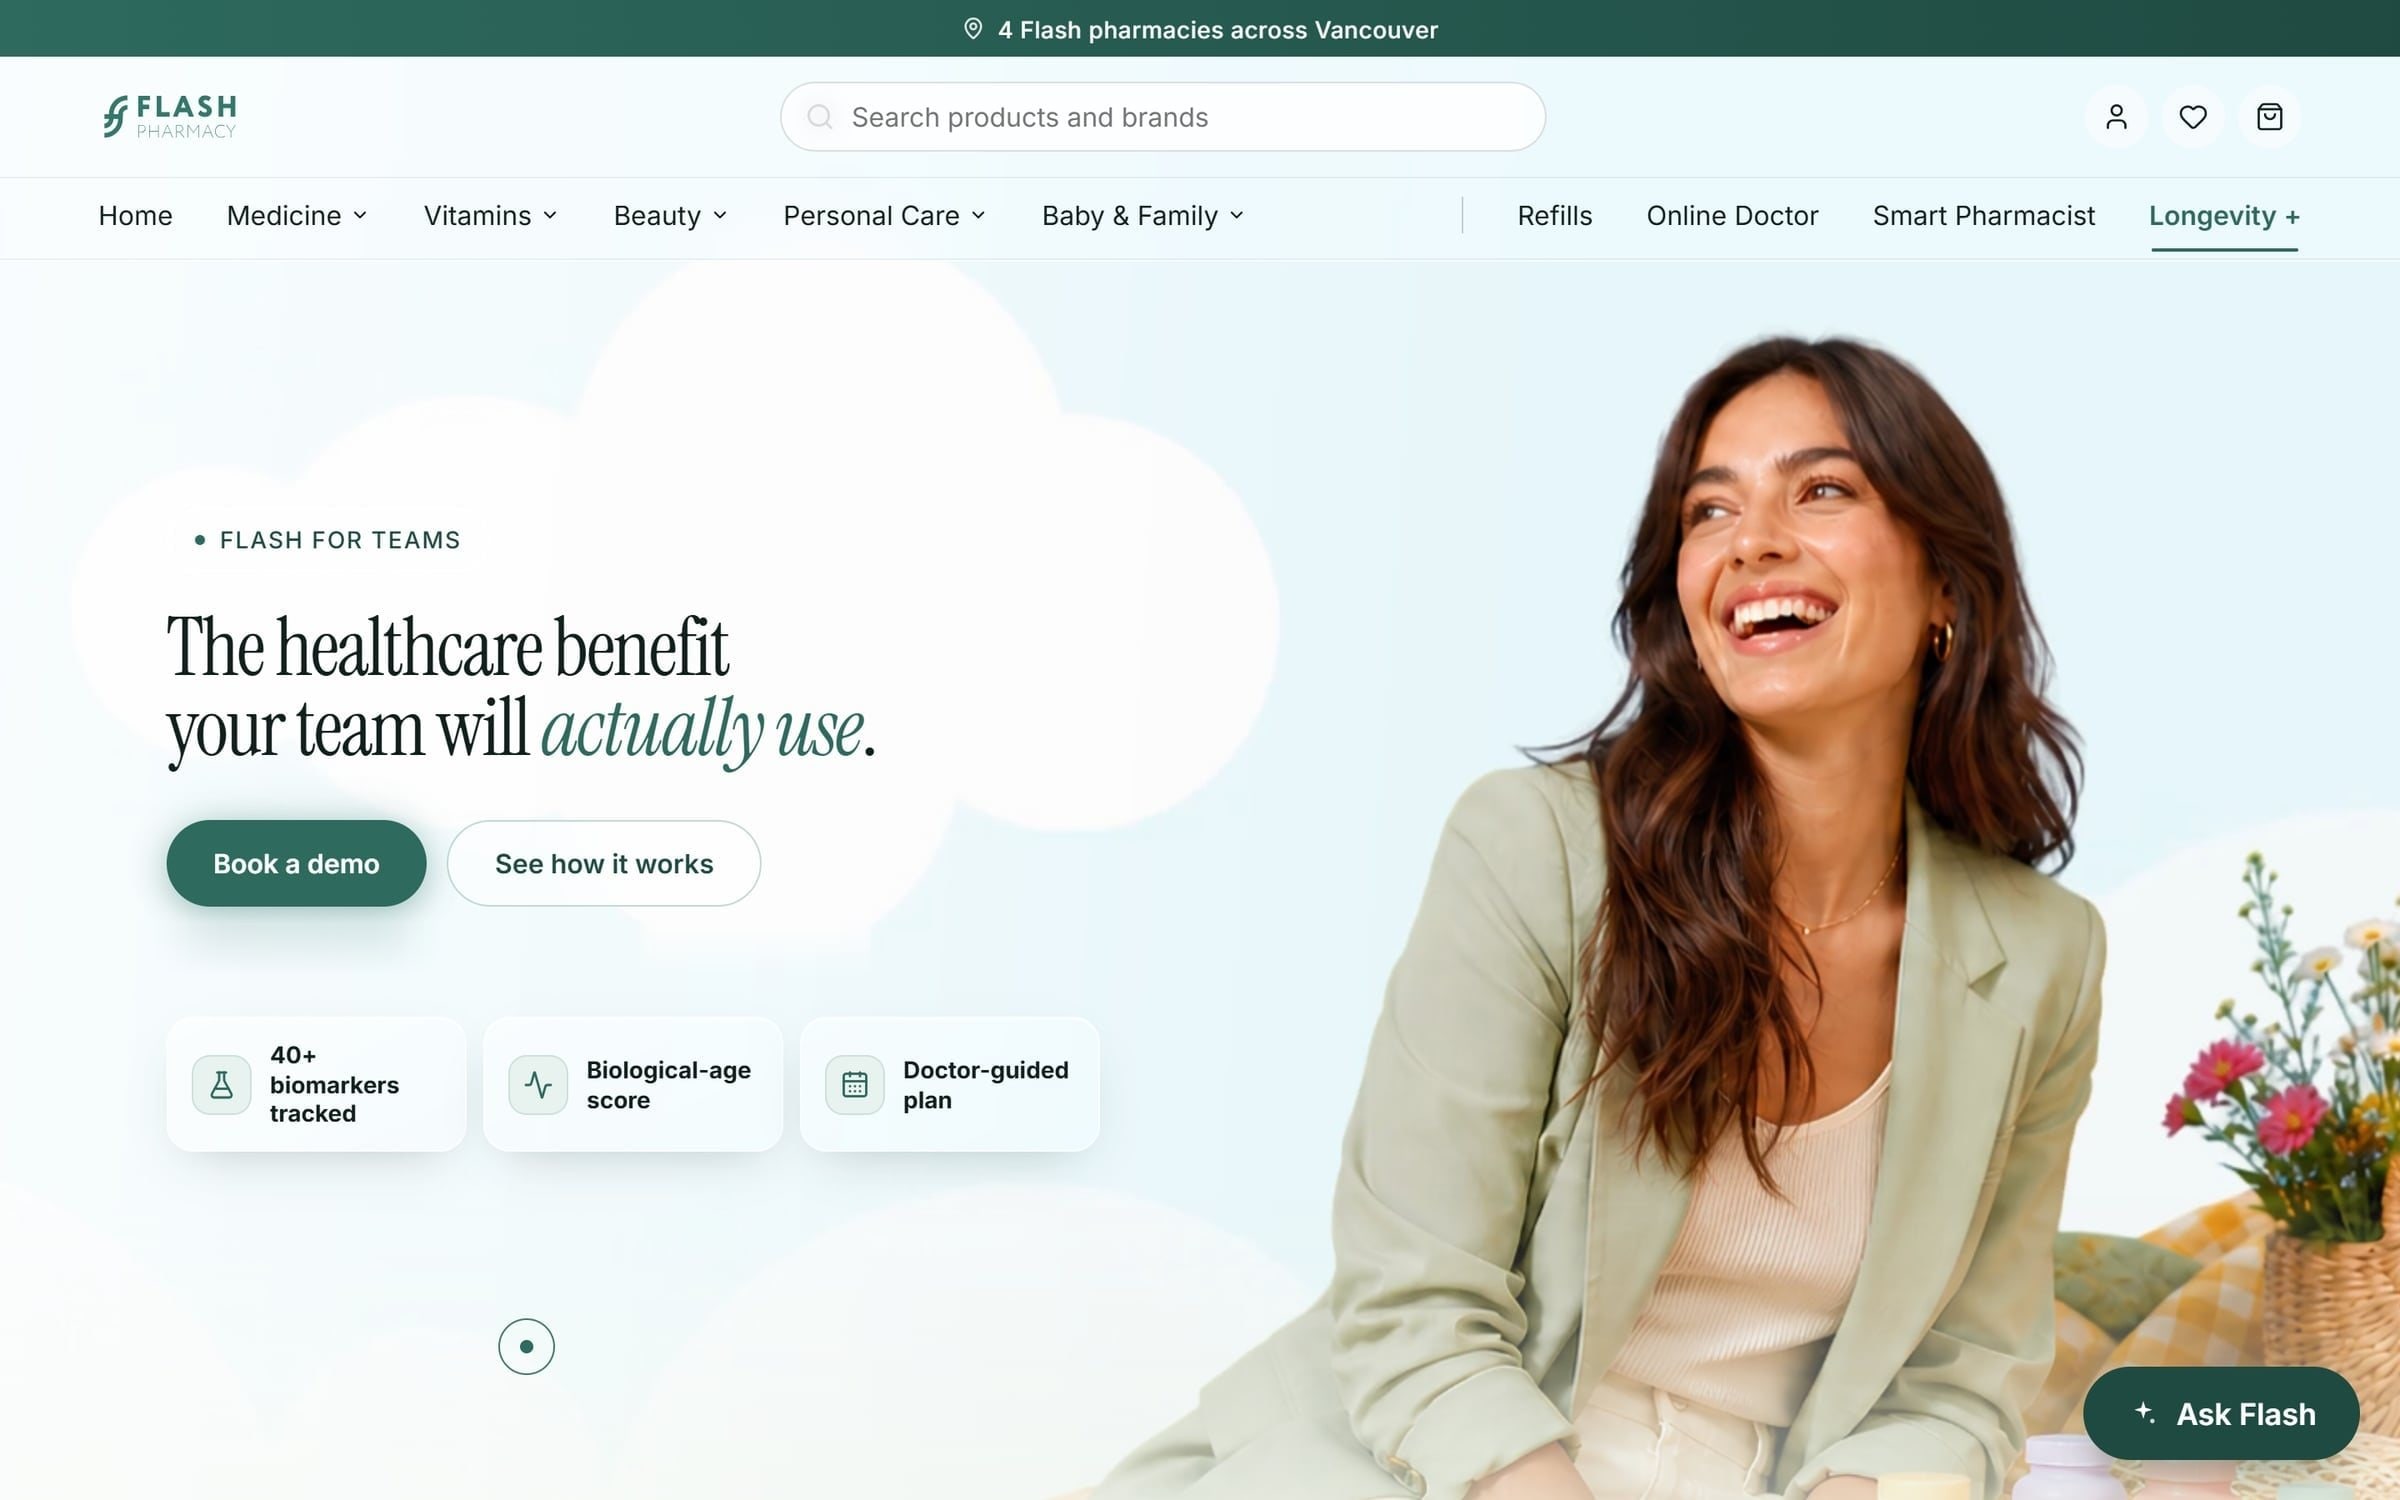 4 Flash pharmacies across Vancouver
FLASH
PHARMACY
Search products and brands
Home
Medicine
Vitamins
Beauty
Personal Care
Baby & Family
Refills
Online Doctor
Smart Pharmacist
Longevity +
FLASH FOR TEAMS
The healthcare benefit
your team will actually use.
Book a demo
See how it works
40+
biomarkers
tracked
Biological-age
score
Doctor-guided
plan
Ask Flash